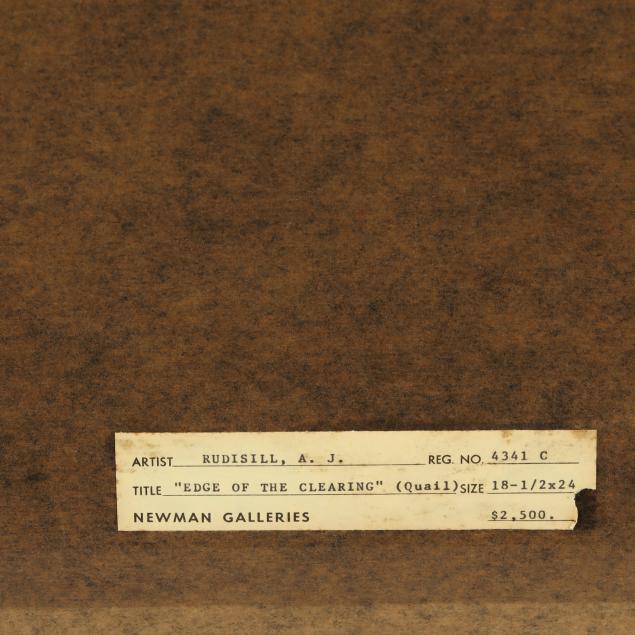 ARTIST RUDISILL, A. J. REG. NO. 4341 C
TITLE "EDGE OF THE CLEARING" (Quail) SIZE 18-1/2x24
NEWMAN GALLERIES $2,500.